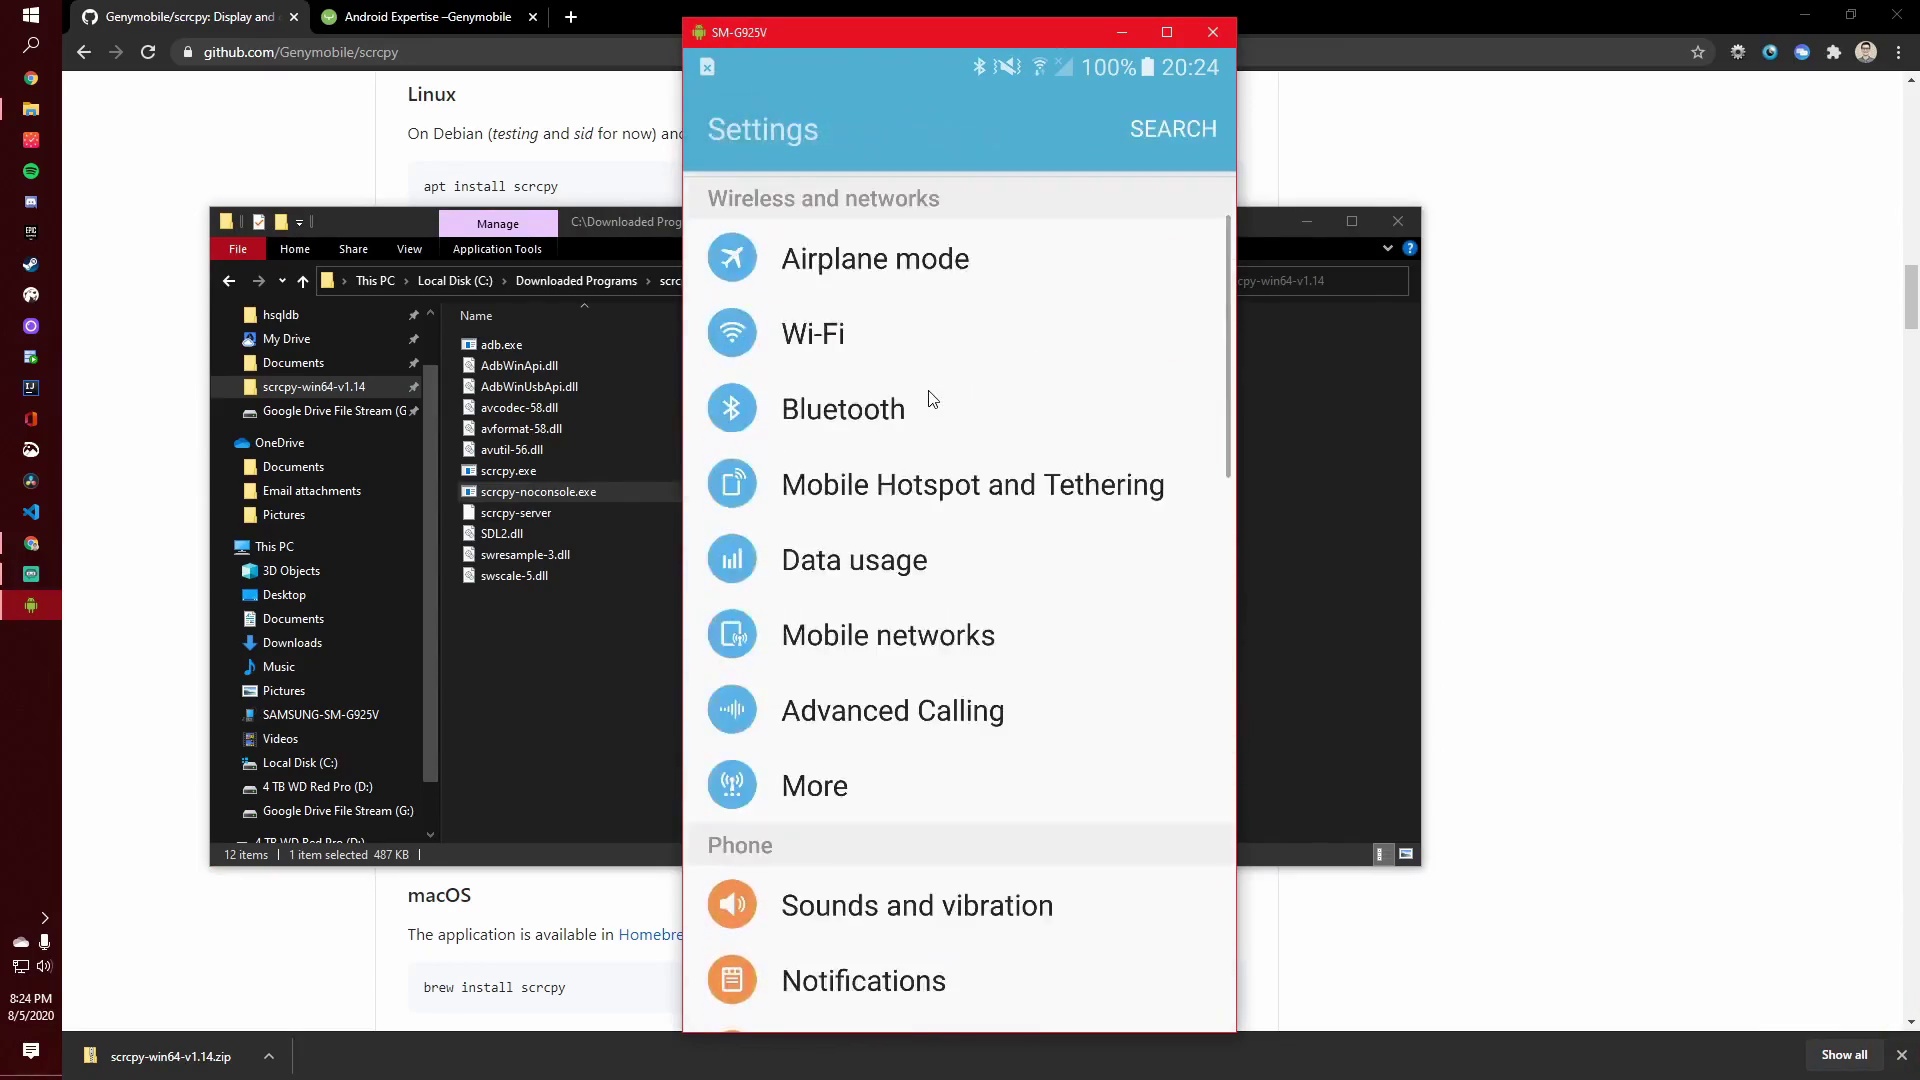 Genymobile/scrcpy: Display and
Android Expertise –Genymobile
github.com/Genymobile/scrcpy
Linux
On Debian (testing and sid for now) and
apt install scrcpy
Manage
C:\Downloaded Prog
File
Home
Share
View
Application Tools
This PC
Local Disk (C:)
Downloaded Programs
scrc
cpy-win64-v1.14
Name
hsqldb
My Drive
Documents
scrcpy-win64-v1.14
Google Drive File Stream (G
OneDrive
Documents
Email attachments
Pictures
This PC
3D Objects
Desktop
Documents
Downloads
Music
Pictures
SAMSUNG-SM-G925V
Videos
Local Disk (C:)
4 TB WD Red Pro (D:)
Google Drive File Stream (G:)
4 TB WD Red Pro (D:)
adb.exe
AdbWinApi.dll
AdbWinUsbApi.dll
avcodec-58.dll
avformat-58.dll
avutil-56.dll
scrcpy.exe
scrcpy-noconsole.exe
scrcpy-server
SDL2.dll
swresample-3.dll
swscale-5.dll
12 items
1 item selected 487 KB
SM-G925V
100% 20:24
Settings
SEARCH
Wireless and networks
Airplane mode
Wi-Fi
Bluetooth
Mobile Hotspot and Tethering
Data usage
Mobile networks
Advanced Calling
More
Phone
Sounds and vibration
Notifications
macOS
The application is available in Homebre
brew install scrcpy
EPIC
IJ
8:24 PM
8/5/2020
scrcpy-win64-v1.14.zip
Show all